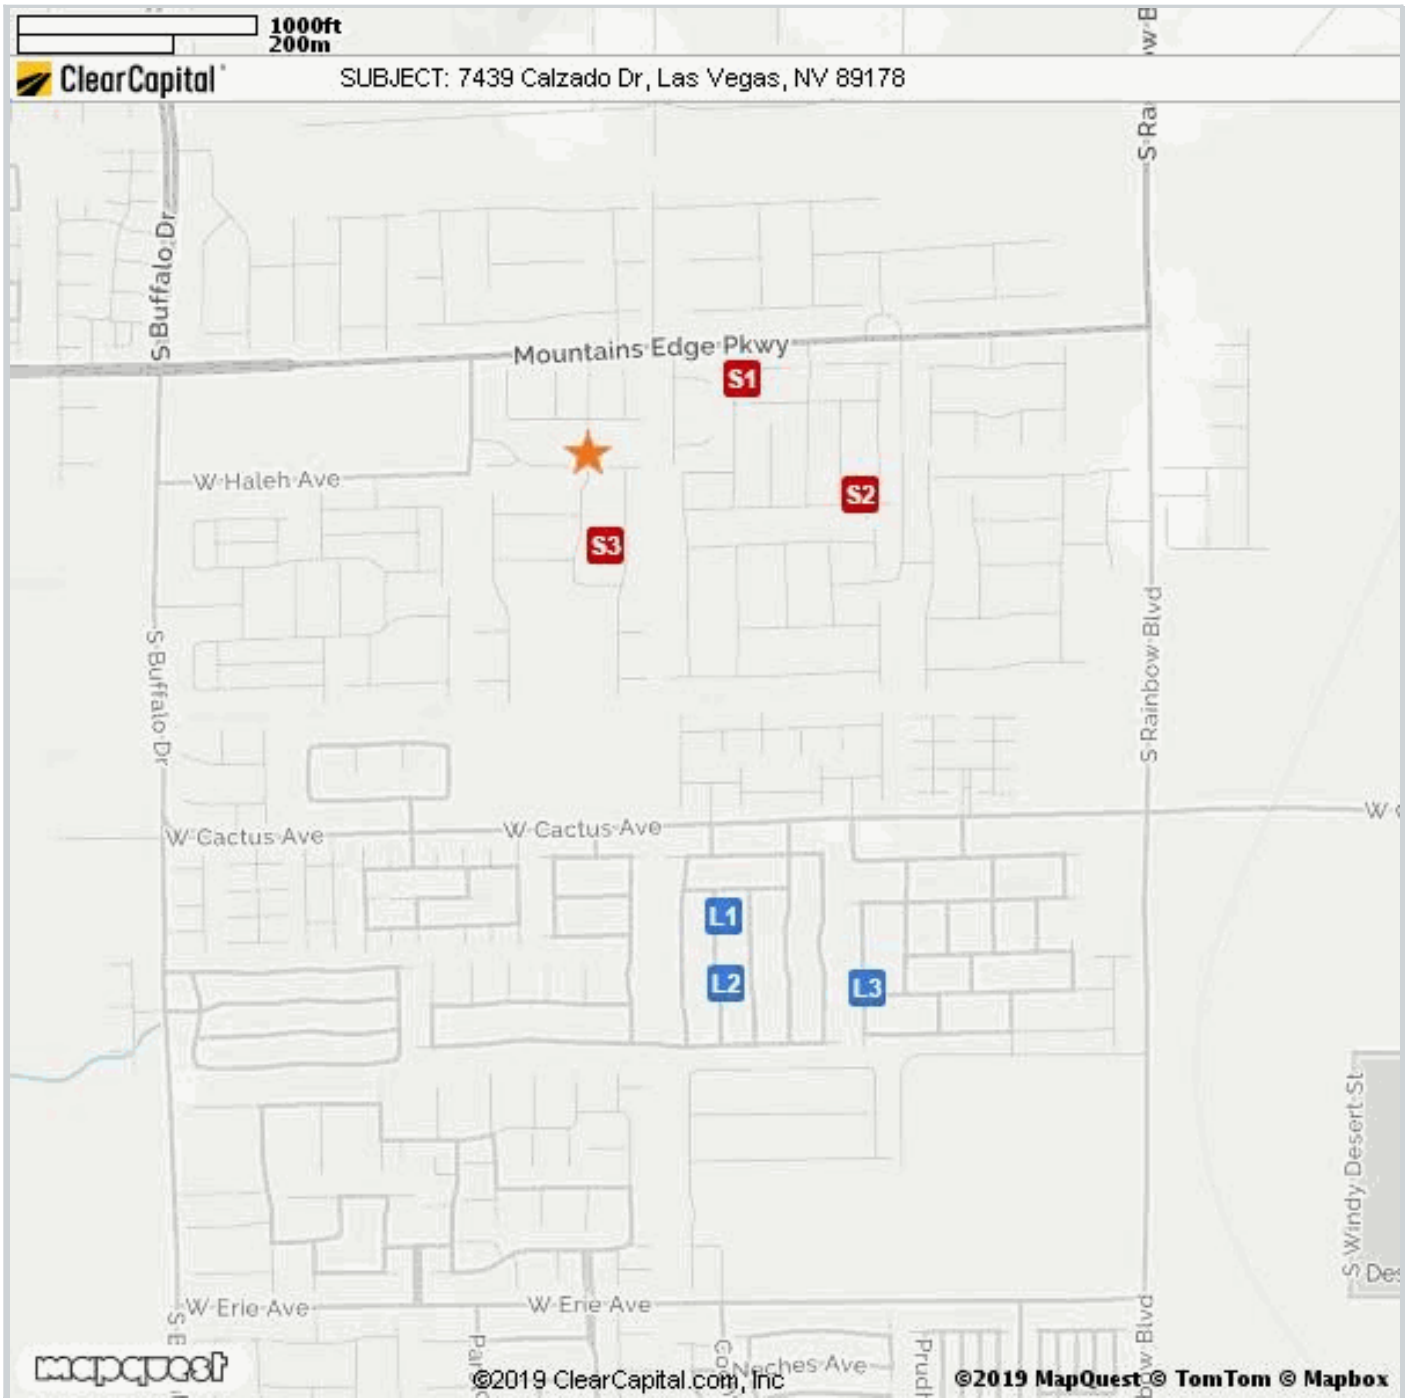 1000ft
200m
ClearCapital
SUBJECT: 7439 Calzado Dr, Las Vegas, NV 89178
S Buffalo Dr
Mountains Edge Pkwy
S1
W Haleh Ave
S2
S3
S Buffalo Dr
S Rainbow Blvd
W Cactus Ave
W Cactus Ave
L1
L2
L3
S Windy Desert St
W Erie Ave
W Erie Ave
Neches Ave
mapquest
©2019 ClearCapital.com, Inc
©2019 MapQuest © TomTom © Mapbox